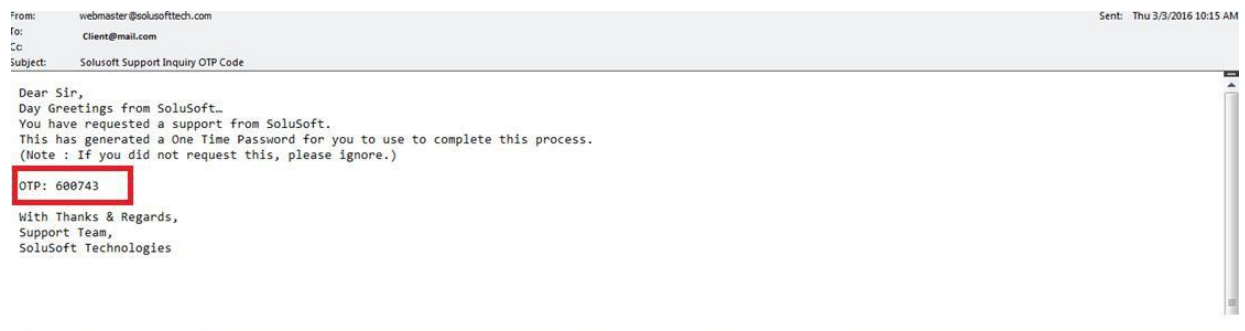 From: webmaster@solusofttech.com Sent: Thu 3/3/2016 10:15 AM
To: Client@mail.com
Cc:
Subject: Solusoft Support Inquiry OTP Code
Dear Sir,
Day Greetings from SoluSoft…
You have requested a support from SoluSoft.
This has generated a One Time Password for you to use to complete this process.
(Note : If you did not request this, please ignore.)
OTP: 600743
With Thanks & Regards,
Support Team,
SoluSoft Technologies